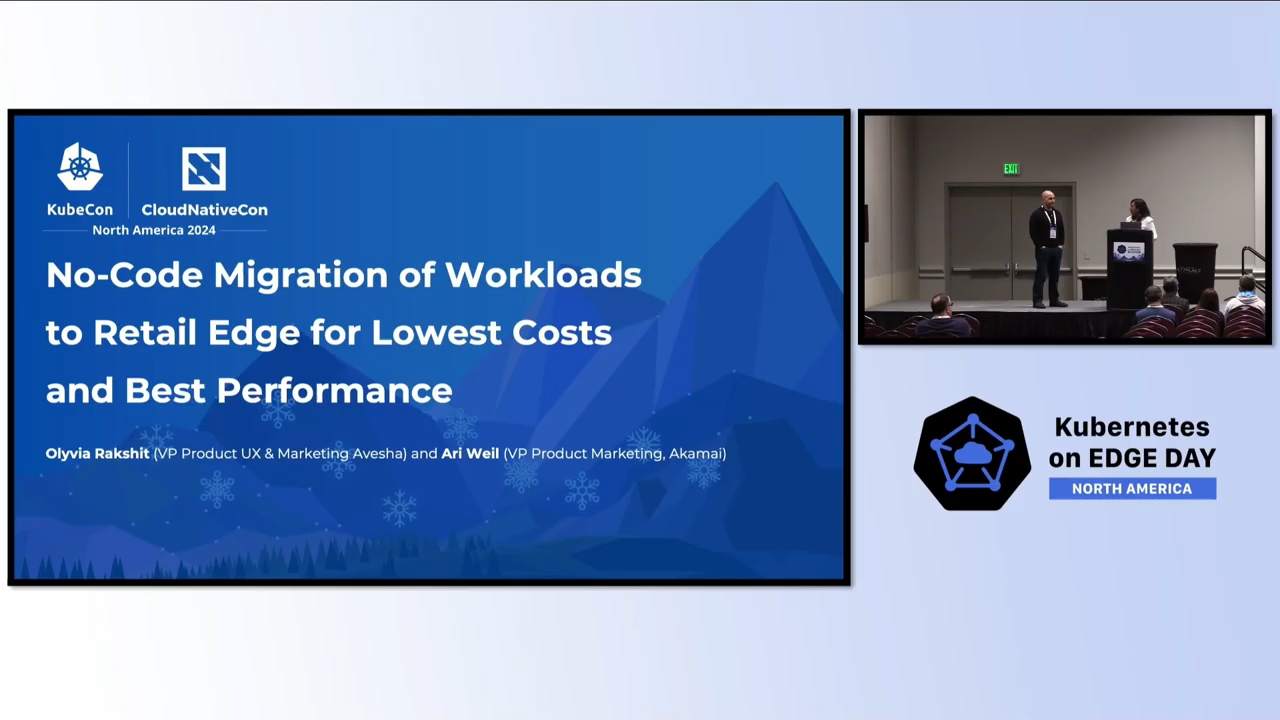 KubeCon
CloudNativeCon
North America 2024
No-Code Migration of Workloads
to Retail Edge for Lowest Costs
and Best Performance
Olyvia Rakshit (VP Product UX & Marketing Avesha) and Ari Weil (VP Product Marketing, Akamai)
EXIT
Kubernetes
on EDGE DAY
NORTH AMERICA